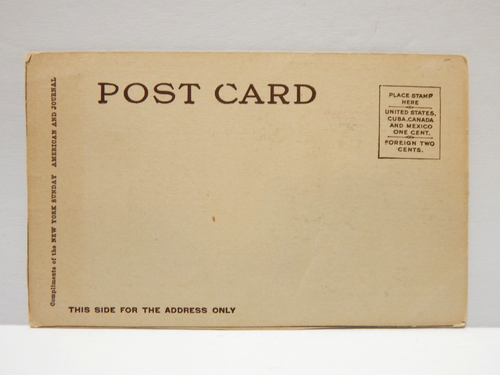 POST CARD
PLACE STAMP
HERE
UNITED STATES,
CUBA, CANADA
AND MEXICO
ONE CENT.
FOREIGN TWO
CENTS.
Compliments of the NEW YORK SUNDAY AMERICAN AND JOURNAL
THIS SIDE FOR THE ADDRESS ONLY